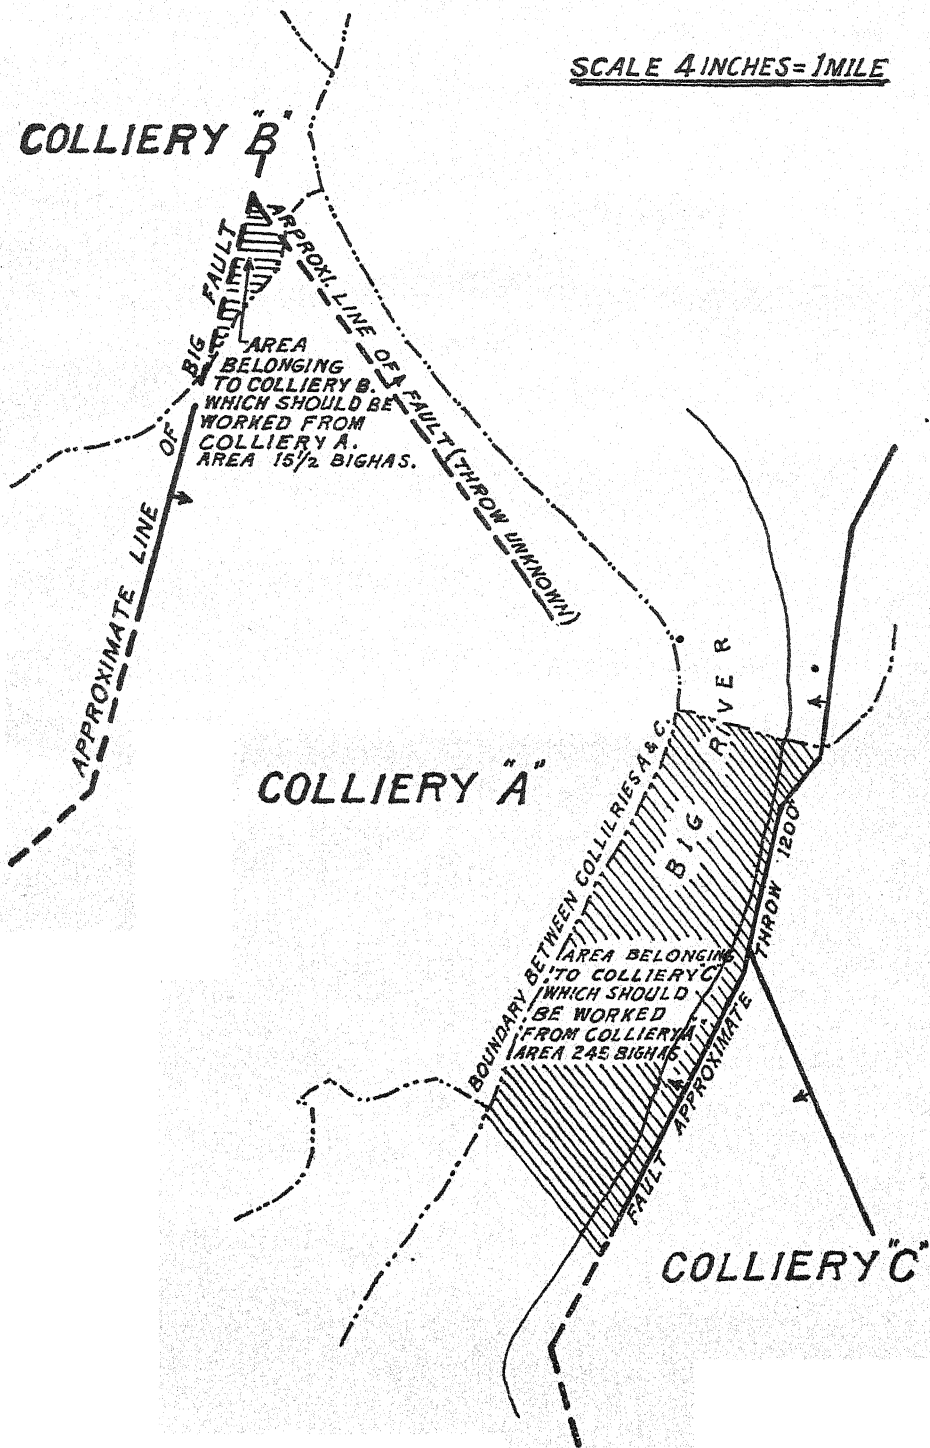 SCALE 4 INCHES = 1 MILE
COLLIERY "B"
APPROXIMATE LINE OF BIG FAULT
ARPROXI. LINE OF FAULT (THROW UNKNOWN)
AREA
BELONGING
TO COLLIERY B.
WHICH SHOULD BE
WORKED FROM
COLLIERY A.
AREA 15½ BIGHAS.
COLLIERY "A"
BIG RIVER
BOUNDARY BETWEEN COLLILRIES A & C.
AREA BELONGING
TO COLLIERY "C"
WHICH SHOULD
BE WORKED
FROM COLLIERY "A".
AREA 245 BIGHAS
FAULT APPROXIMATE THROW 1200'
COLLIERY "C"